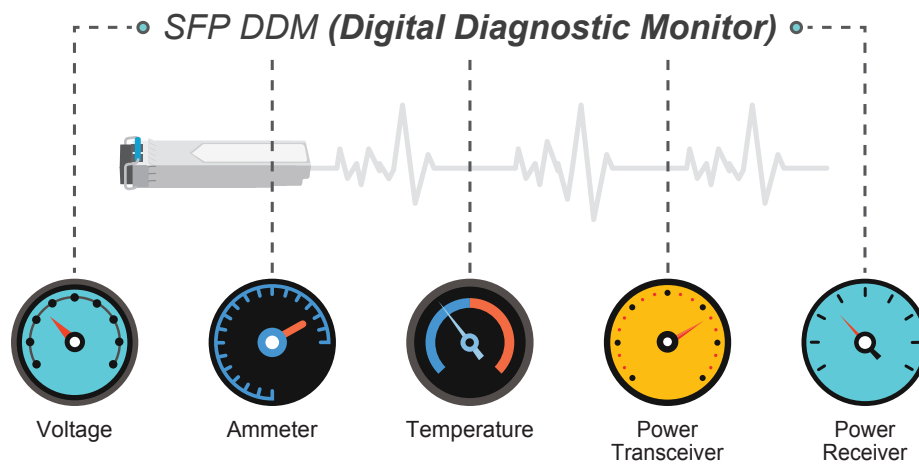 SFP DDM (Digital Diagnostic Monitor)
Voltage
Ammeter
Temperature
Power
Transceiver
Power
Receiver